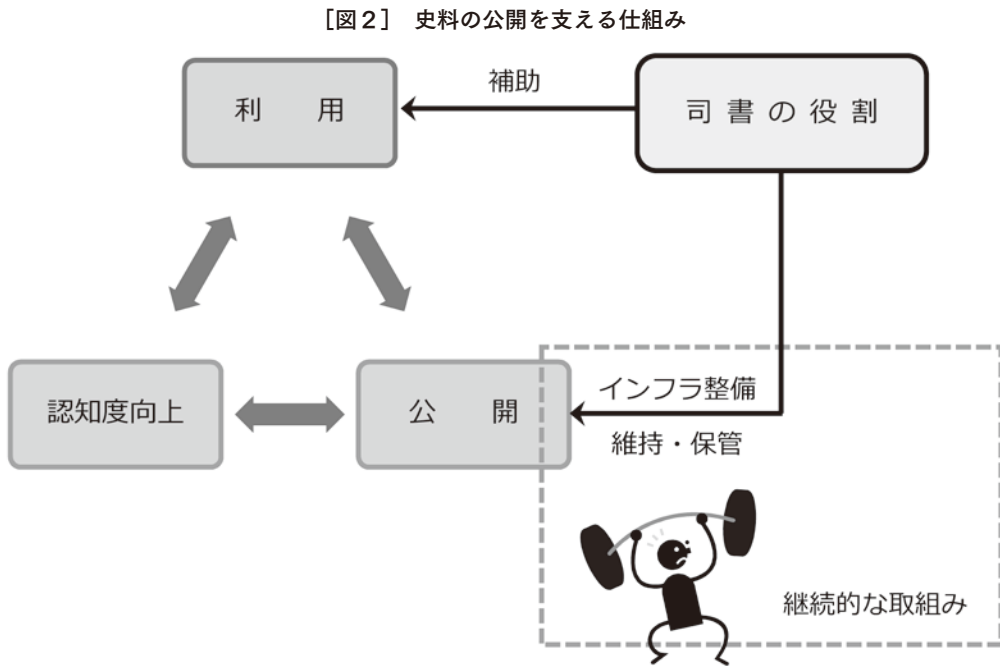 ［図２］　史料の公開を支える仕組み
補助
利　用
司書の役割
認知度向上
公　開
インフラ整備
維持・保管
継続的な取組み